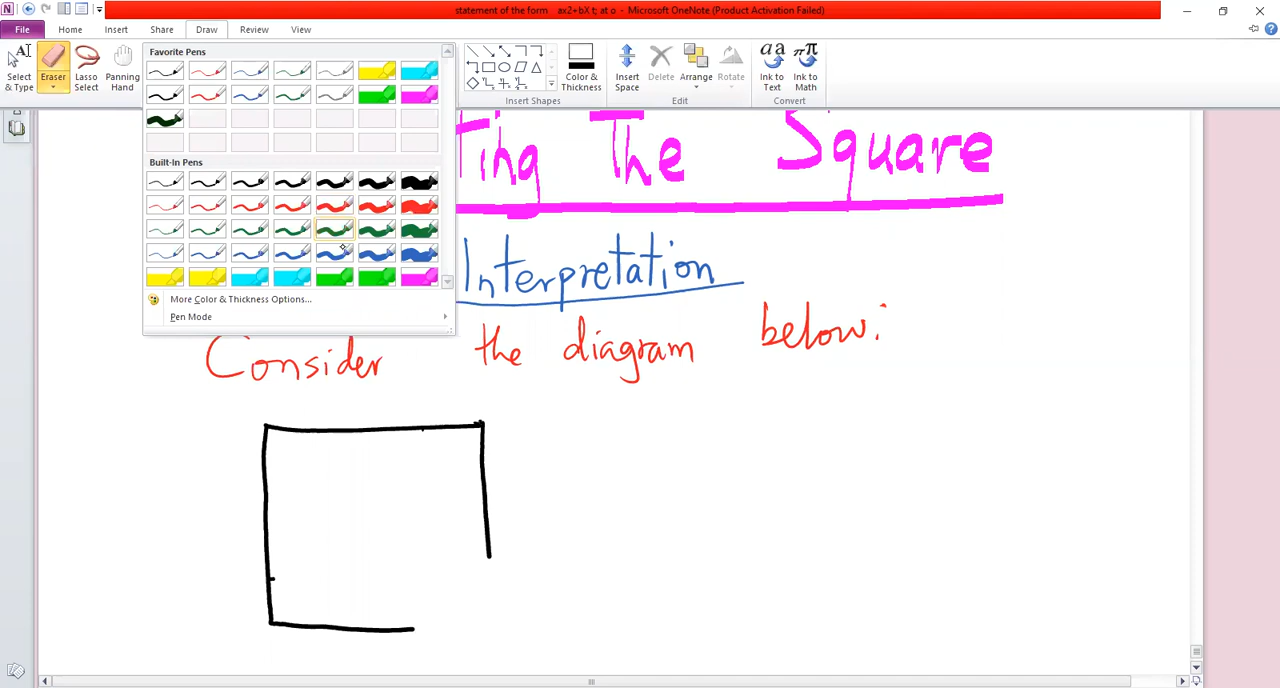 statement of the form ax2+bX t; at o - Microsoft OneNote (Product Activation Failed)
File Home Insert Share Draw Review View
Select & Type
Eraser
Lasso Select
Panning Hand
Favorite Pens
Built-In Pens
More Color & Thickness Options...
Pen Mode
Color & Thickness
Insert Shapes
Insert Space
Delete
Arrange
Rotate
Edit
Ink to Text
Ink to Math
Convert
ting The Square
Interpretation
Consider the diagram below: